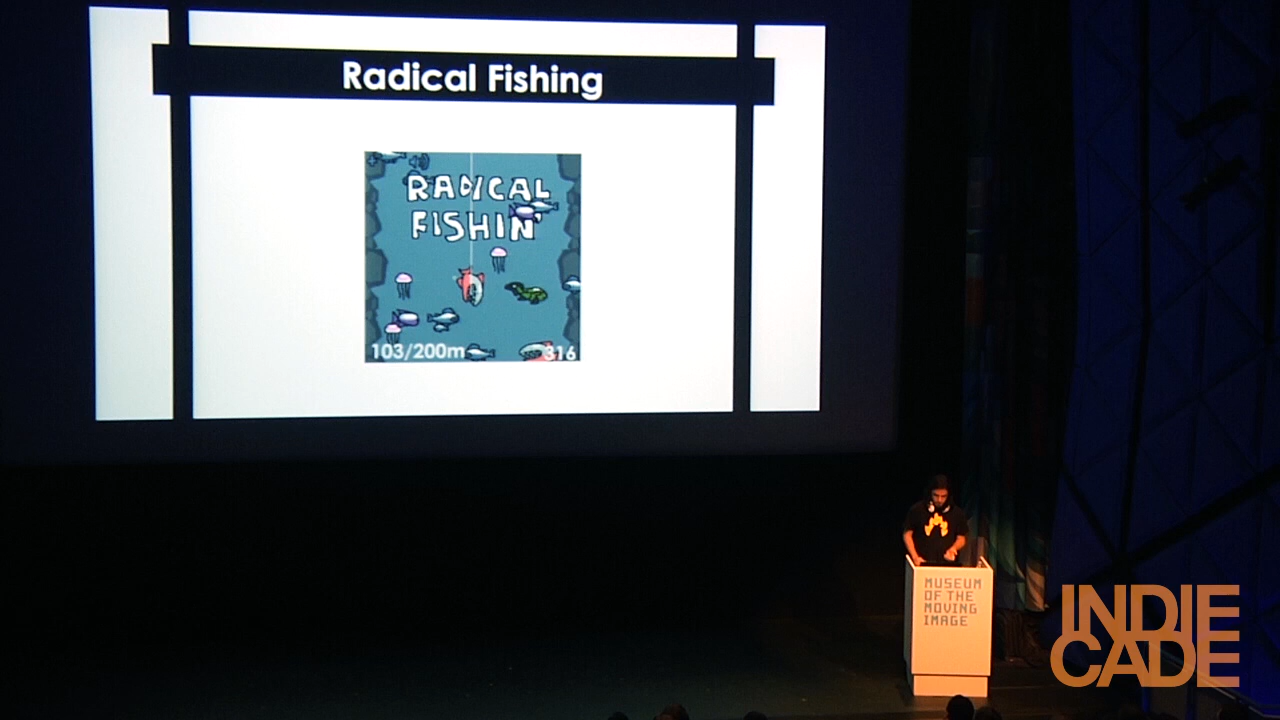 Radical Fishing
RADICAL
FISHIN
103/200m
316
MUSEUM
OF THE
MOVING
IMAGE
INDIE
CADE